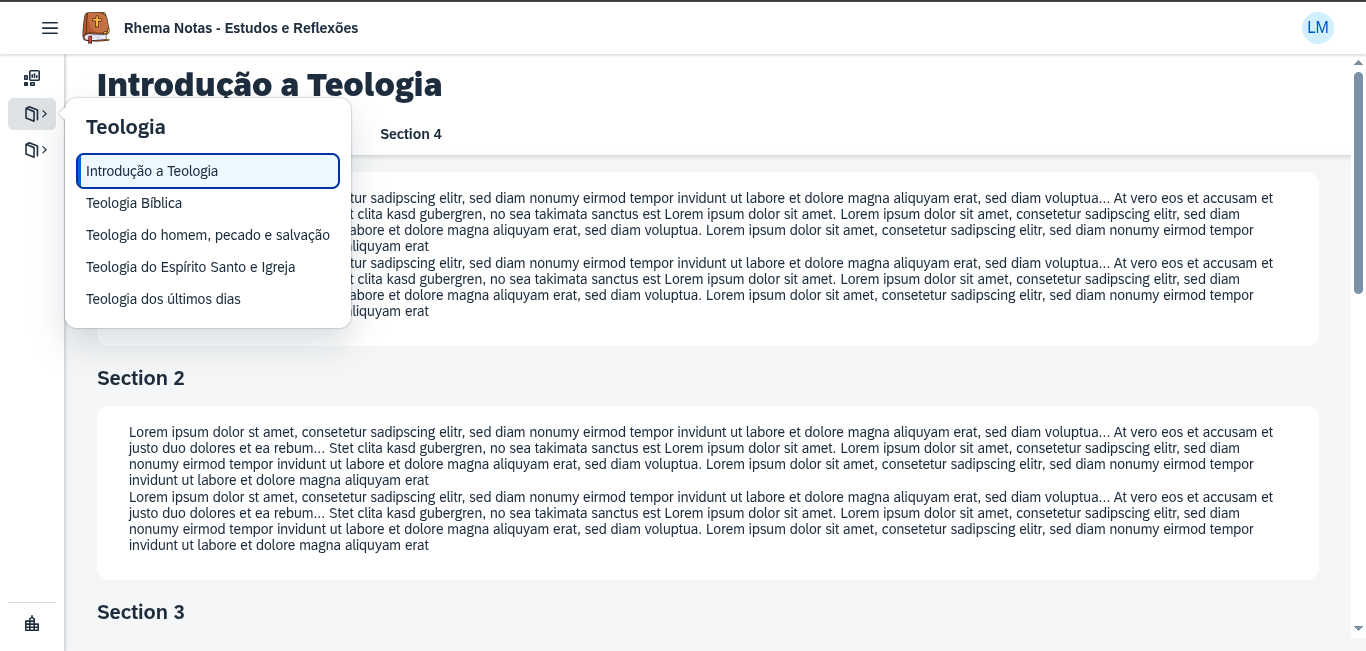 Rhema Notas - Estudos e Reflexões
LM
Introdução a Teologia
Section 4
Teologia
Introdução a Teologia
Teologia Bíblica
Teologia do homem, pecado e salvação
Teologia do Espírito Santo e Igreja
Teologia dos últimos dias
tur sadipscing elitr, sed diam nonumy eirmod tempor invidunt ut labore et dolore magna aliquyam erat, sed diam voluptua... At vero eos et accusam et
t clita kasd gubergren, no sea takimata sanctus est Lorem ipsum dolor sit amet. Lorem ipsum dolor sit amet, consetetur sadipscing elitr, sed diam
abore et dolore magna aliquyam erat, sed diam voluptua. Lorem ipsum dolor sit amet, consetetur sadipscing elitr, sed diam nonumy eirmod tempor
liquyam erat
tur sadipscing elitr, sed diam nonumy eirmod tempor invidunt ut labore et dolore magna aliquyam erat, sed diam voluptua... At vero eos et accusam et
t clita kasd gubergren, no sea takimata sanctus est Lorem ipsum dolor sit amet. Lorem ipsum dolor sit amet, consetetur sadipscing elitr, sed diam
abore et dolore magna aliquyam erat, sed diam voluptua. Lorem ipsum dolor sit amet, consetetur sadipscing elitr, sed diam nonumy eirmod tempor
liquyam erat
Section 2
Lorem ipsum dolor st amet, consetetur sadipscing elitr, sed diam nonumy eirmod tempor invidunt ut labore et dolore magna aliquyam erat, sed diam voluptua... At vero eos et accusam et
justo duo dolores et ea rebum... Stet clita kasd gubergren, no sea takimata sanctus est Lorem ipsum dolor sit amet. Lorem ipsum dolor sit amet, consetetur sadipscing elitr, sed diam
nonumy eirmod tempor invidunt ut labore et dolore magna aliquyam erat, sed diam voluptua. Lorem ipsum dolor sit amet, consetetur sadipscing elitr, sed diam nonumy eirmod tempor
invidunt ut labore et dolore magna aliquyam erat
Lorem ipsum dolor st amet, consetetur sadipscing elitr, sed diam nonumy eirmod tempor invidunt ut labore et dolore magna aliquyam erat, sed diam voluptua... At vero eos et accusam et
justo duo dolores et ea rebum... Stet clita kasd gubergren, no sea takimata sanctus est Lorem ipsum dolor sit amet. Lorem ipsum dolor sit amet, consetetur sadipscing elitr, sed diam
nonumy eirmod tempor invidunt ut labore et dolore magna aliquyam erat, sed diam voluptua. Lorem ipsum dolor sit amet, consetetur sadipscing elitr, sed diam nonumy eirmod tempor
invidunt ut labore et dolore magna aliquyam erat
Section 3